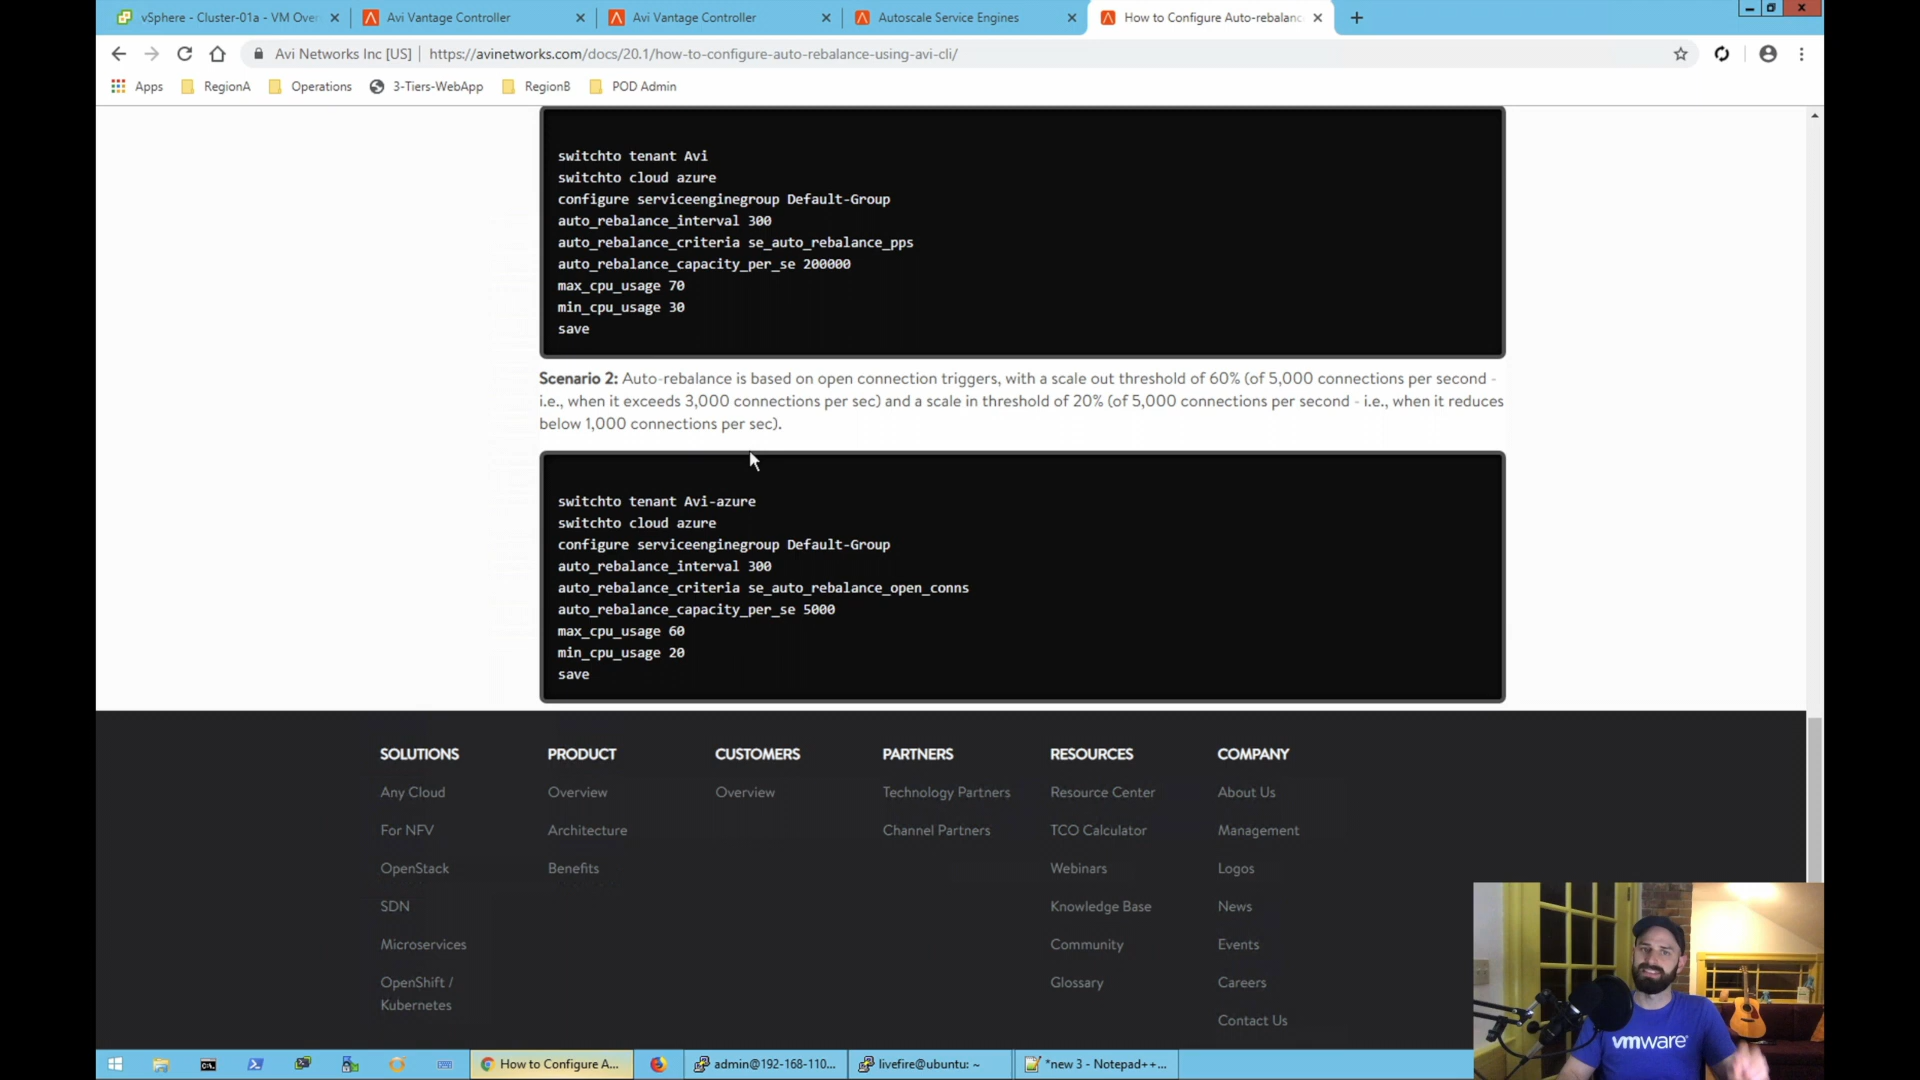 vSphere - Cluster-01a - VM Over
Avi Vantage Controller
Avi Vantage Controller
Autoscale Service Engines
How to Configure Auto-rebalanc
Avi Networks Inc [US]
https://avinetworks.com/docs/20.1/how-to-configure-auto-rebalance-using-avi-cli/
Apps
RegionA
Operations
3-Tiers-WebApp
RegionB
POD Admin
switchto tenant Avi
switchto cloud azure
configure serviceenginegroup Default-Group
auto_rebalance_interval 300
auto_rebalance_criteria se_auto_rebalance_pps
auto_rebalance_capacity_per_se 200000
max_cpu_usage 70
min_cpu_usage 30
save
Scenario 2: Auto-rebalance is based on open connection triggers, with a scale out threshold of 60% (of 5,000 connections per second -
i.e., when it exceeds 3,000 connections per sec) and a scale in threshold of 20% (of 5,000 connections per second - i.e., when it reduces
below 1,000 connections per sec).
switchto tenant Avi-azure
switchto cloud azure
configure serviceenginegroup Default-Group
auto_rebalance_interval 300
auto_rebalance_criteria se_auto_rebalance_open_conns
auto_rebalance_capacity_per_se 5000
max_cpu_usage 60
min_cpu_usage 20
save
SOLUTIONS
Any Cloud
For NFV
OpenStack
SDN
Microservices
OpenShift /
Kubernetes
PRODUCT
Overview
Architecture
Benefits
CUSTOMERS
Overview
PARTNERS
Technology Partners
Channel Partners
RESOURCES
Resource Center
TCO Calculator
Webinars
Knowledge Base
Community
Glossary
COMPANY
About Us
Management
Logos
News
Events
Careers
Contact Us
vmware
How to Configure A...
admin@192-168-110...
livefire@ubuntu: ~
*new 3 - Notepad++...